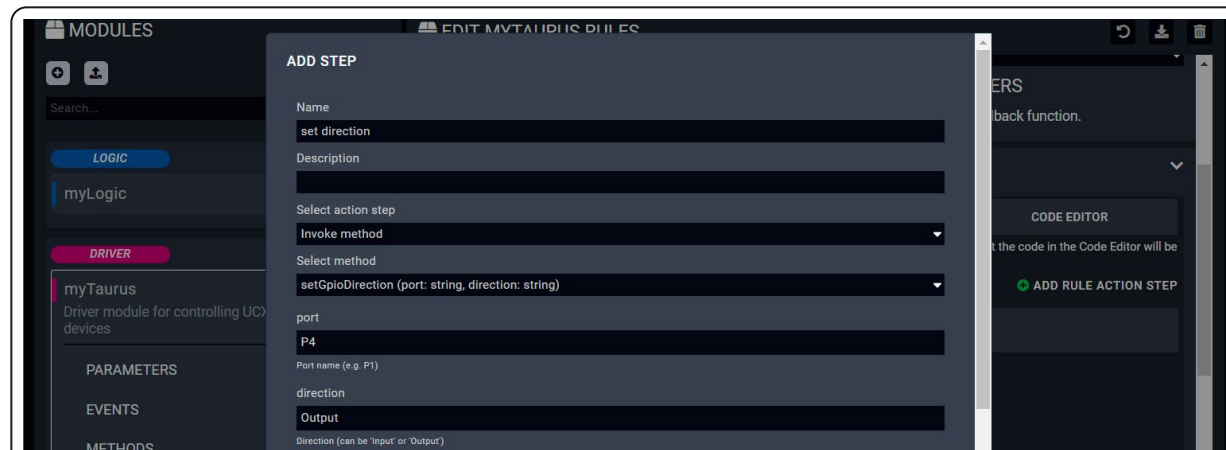 MODULES
EDIT MYTAURUS RULES
Search...
LOGIC
myLogic
DRIVER
myTaurus
Driver module for controlling UCX
devices
PARAMETERS
EVENTS
METHODS
ADD STEP
Name
set direction
Description
Select action step
Invoke method
Select method
setGpioDirection (port: string, direction: string)
port
P4
Port name (e.g. P1)
direction
Output
Direction (can be 'Input' or 'Output')
ERS
lback function.
CODE EDITOR
t the code in the Code Editor will be
ADD RULE ACTION STEP